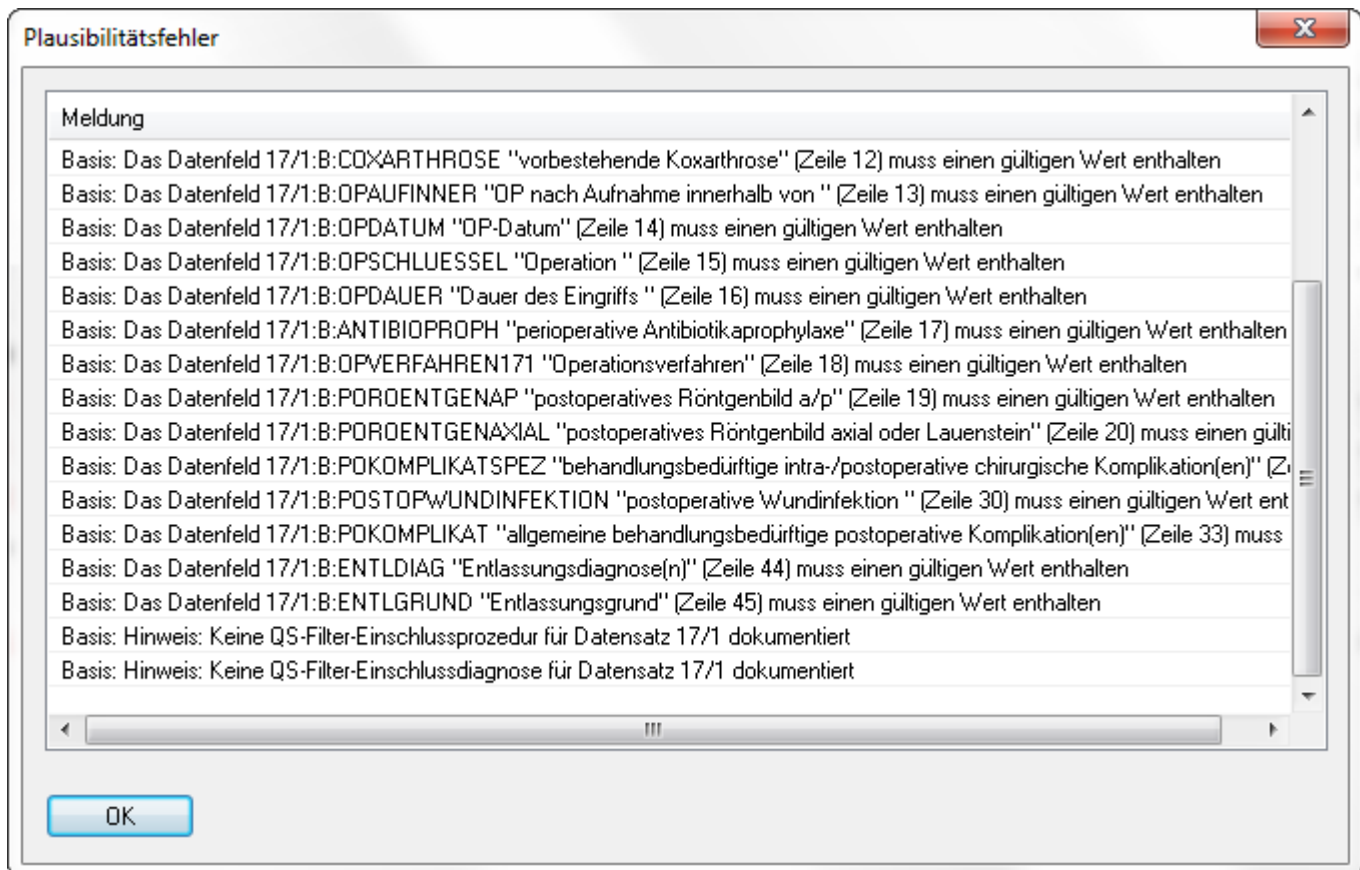 Plausibilitätsfehler
Meldung
Basis: Das Datenfeld 17/1:B:COXARTHROSE "vorbestehende Koxarthrose" (Zeile 12) muss einen gültigen Wert enthalten
Basis: Das Datenfeld 17/1:B:OPAUFINNER "OP nach Aufnahme innerhalb von " (Zeile 13) muss einen gültigen Wert enthalten
Basis: Das Datenfeld 17/1:B:OPDATUM "OP-Datum" (Zeile 14) muss einen gültigen Wert enthalten
Basis: Das Datenfeld 17/1:B:OPSCHLUESSEL "Operation " (Zeile 15) muss einen gültigen Wert enthalten
Basis: Das Datenfeld 17/1:B:OPDAUER "Dauer des Eingriffs " (Zeile 16) muss einen gültigen Wert enthalten
Basis: Das Datenfeld 17/1:B:ANTIBIOPROPH "perioperative Antibiotikaprophylaxe" (Zeile 17) muss einen gültigen Wert enthalten
Basis: Das Datenfeld 17/1:B:OPVERFAHREN171 "Operationsverfahren" (Zeile 18) muss einen gültigen Wert enthalten
Basis: Das Datenfeld 17/1:B:POROENTGENAP "postoperatives Röntgenbild a/p" (Zeile 19) muss einen gültigen Wert enthalten
Basis: Das Datenfeld 17/1:B:POROENTGENAXIAL "postoperatives Röntgenbild axial oder Lauenstein" (Zeile 20) muss einen gülti
Basis: Das Datenfeld 17/1:B:POKOMPLIKATSPEZ "behandlungsbedürftige intra-/postoperative chirurgische Komplikation(en)" (Z
Basis: Das Datenfeld 17/1:B:POSTOPWUNDINFEKTION "postoperative Wundinfektion " (Zeile 30) muss einen gültigen Wert ent
Basis: Das Datenfeld 17/1:B:POKOMPLIKAT "allgemeine behandlungsbedürftige postoperative Komplikation(en)" (Zeile 33) muss
Basis: Das Datenfeld 17/1:B:ENTLDIAG "Entlassungsdiagnose(n)" (Zeile 44) muss einen gültigen Wert enthalten
Basis: Das Datenfeld 17/1:B:ENTLGRUND "Entlassungsgrund" (Zeile 45) muss einen gültigen Wert enthalten
Basis: Hinweis: Keine QS-Filter-Einschlussprozedur für Datensatz 17/1 dokumentiert
Basis: Hinweis: Keine QS-Filter-Einschlussdiagnose für Datensatz 17/1 dokumentiert
OK